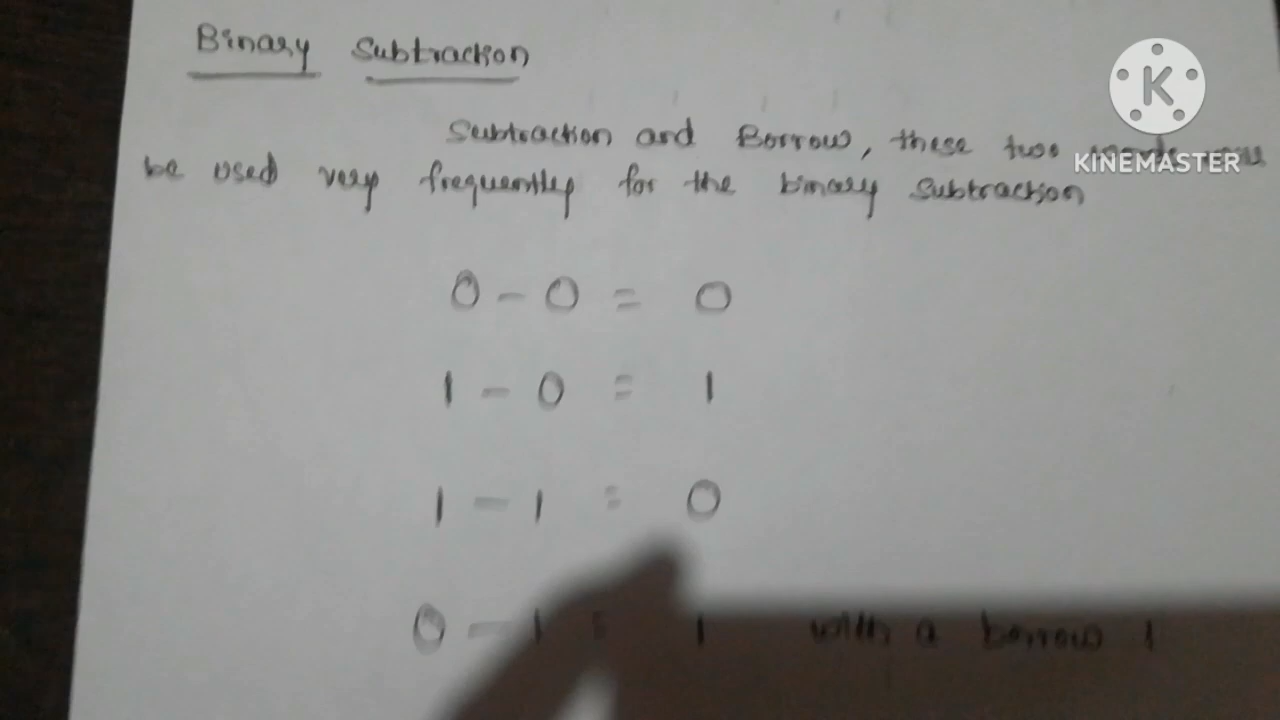 Binary Subtraction
Subtraction and Borrow, these two
be used very frequently for the binary subtraction
0 - 0 = 0
1 - 0 = 1
1 - 1 = 0
0 - 1 = 1 with a borrow 1
K
KINEMASTER